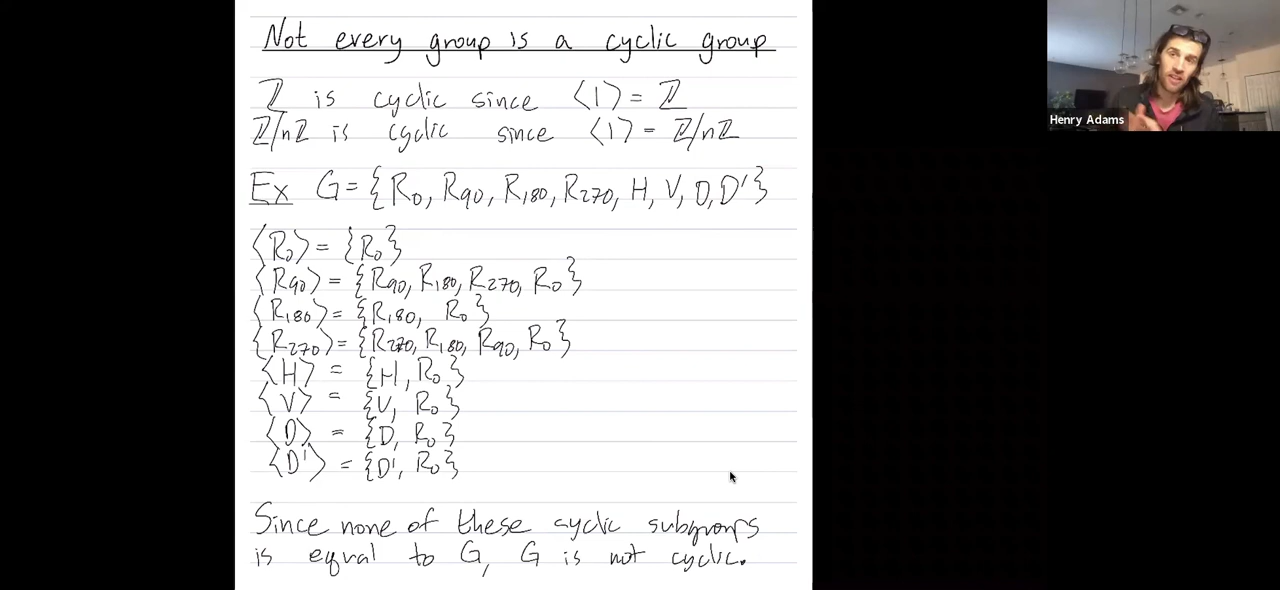 Not every group is a cyclic group
ℤ is cyclic since ⟨1⟩ = ℤ
ℤ/nℤ is cyclic since ⟨1⟩ = ℤ/nℤ
Ex G = {R₀, R₉₀, R₁₈₀, R₂₇₀, H, V, D, D'}
⟨R₀⟩ = {R₀}
⟨R₉₀⟩ = {R₉₀, R₁₈₀, R₂₇₀, R₀}
⟨R₁₈₀⟩ = {R₁₈₀, R₀}
⟨R₂₇₀⟩ = {R₂₇₀, R₁₈₀, R₉₀, R₀}
⟨H⟩ = {H, R₀}
⟨V⟩ = {V, R₀}
⟨D⟩ = {D, R₀}
⟨D'⟩ = {D', R₀}
Since none of these cyclic subgroups
is equal to G, G is not cyclic.
Henry Adams